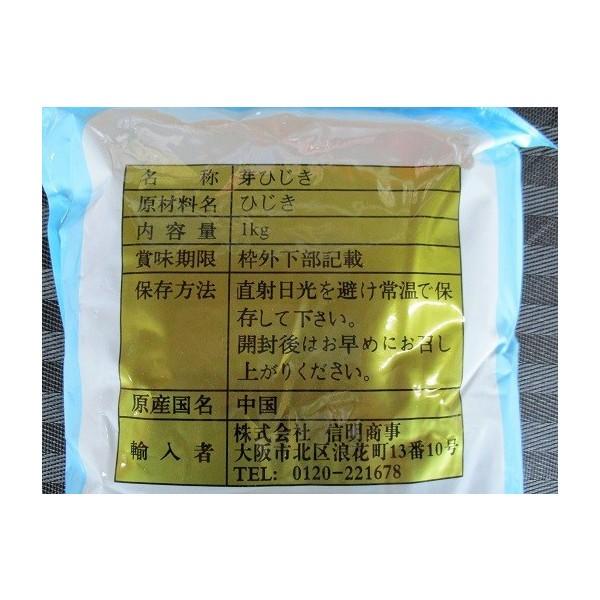 名称 芽ひじき
原材料名 ひじき
内容量 1kg
賞味期限 枠外下部記載
保存方法 直射日光を避け常温で保
存して下さい。
開封後はお早めにお召し
上がりください。
原産国名 中国
輸入者 株式会社 信明商事
大阪市北区浪花町13番10号
TEL: 0120-221678